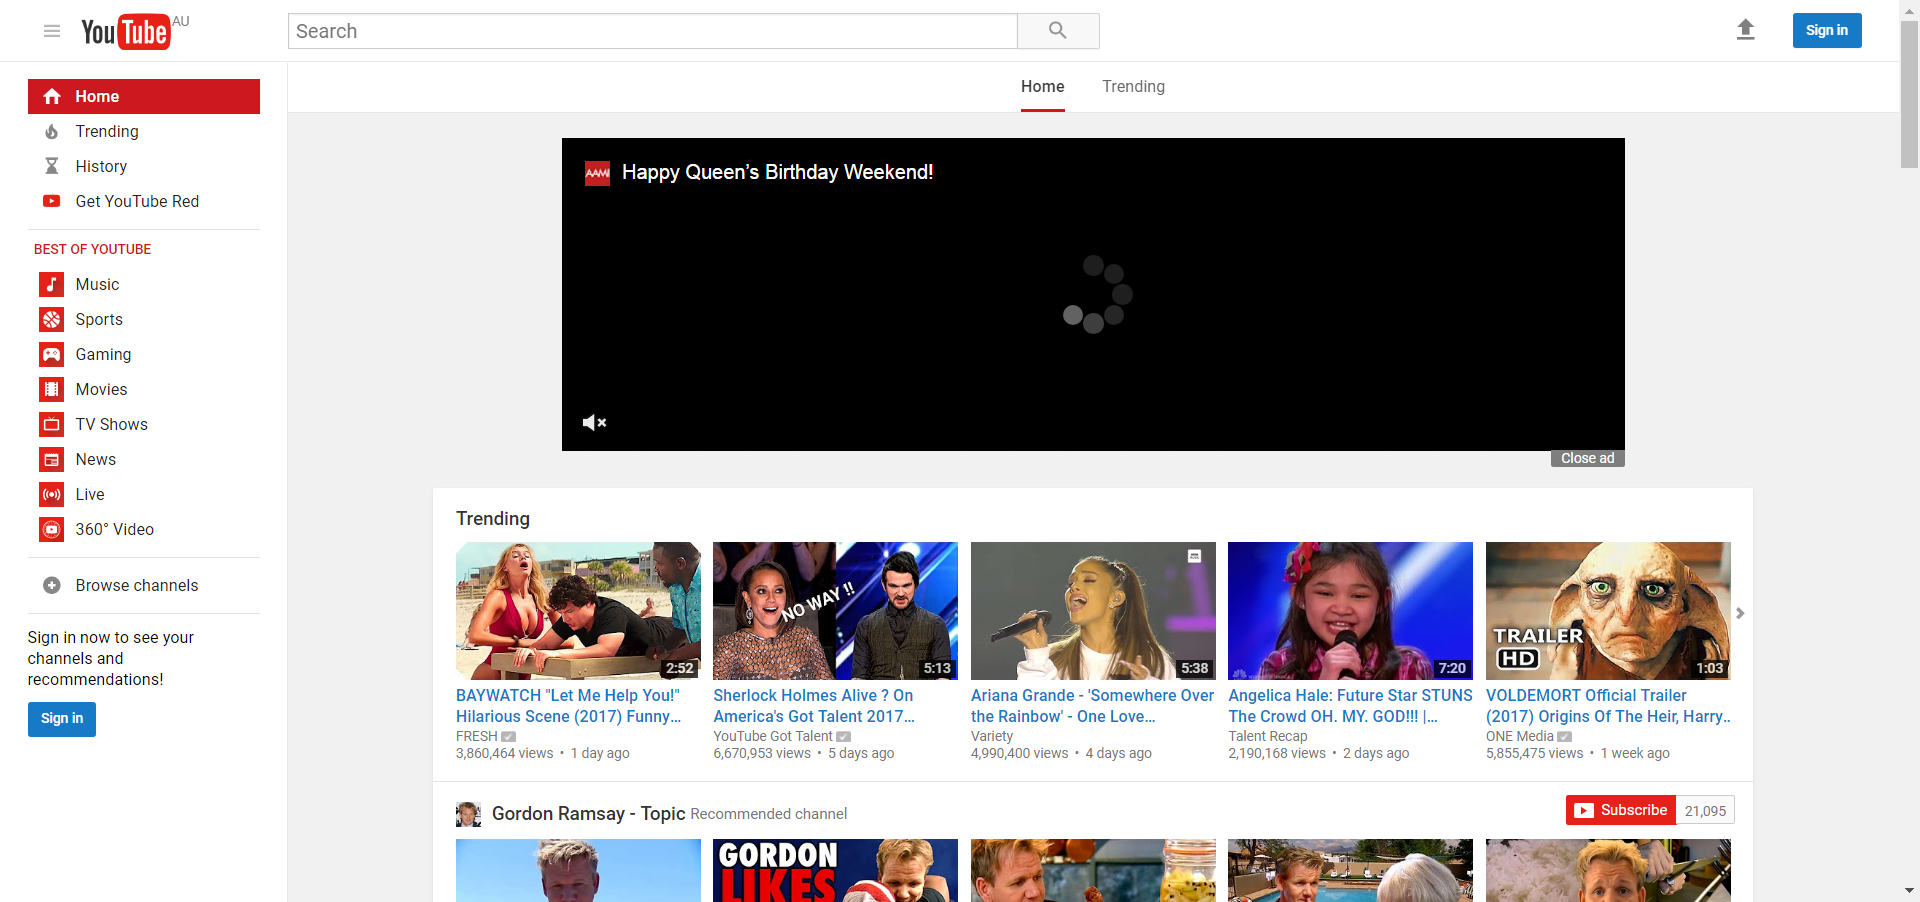 YouTube AU
Search
Sign in
Home
Trending
History
Get YouTube Red
BEST OF YOUTUBE
Music
Sports
Gaming
Movies
TV Shows
News
Live
360° Video
Browse channels
Sign in now to see your
channels and
recommendations!
Sign in
Home Trending
AAMI Happy Queen’s Birthday Weekend!
Close ad
Trending
2:52
BAYWATCH "Let Me Help You!"
Hilarious Scene (2017) Funny...
FRESH
3,860,464 views • 1 day ago
NO WAY !!
5:13
Sherlock Holmes Alive ? On
America's Got Talent 2017...
YouTube Got Talent
6,670,953 views • 5 days ago
5:38
Ariana Grande - 'Somewhere Over
the Rainbow' - One Love...
Variety
4,990,400 views • 4 days ago
7:20
Angelica Hale: Future Star STUNS
The Crowd OH. MY. GOD!!! |...
Talent Recap
2,190,168 views • 2 days ago
TRAILER
HD
1:03
VOLDEMORT Official Trailer
(2017) Origins Of The Heir, Harry...
ONE Media
5,855,475 views • 1 week ago
Gordon Ramsay - Topic Recommended channel
Subscribe 21,095
GORDON
LIKES